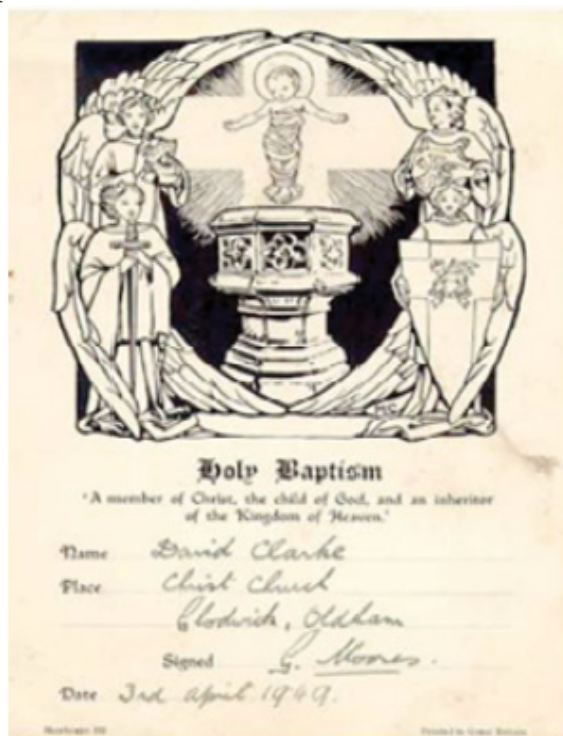 Holy Baptism
'A member of Christ, the child of God, and an inheritor
of the Kingdom of Heaven.'
Name David Clarke
Place Christ Church
Glodwick, Oldham
Signed G. Moores.
Date 3rd April 1949.
Printed in Great Britain